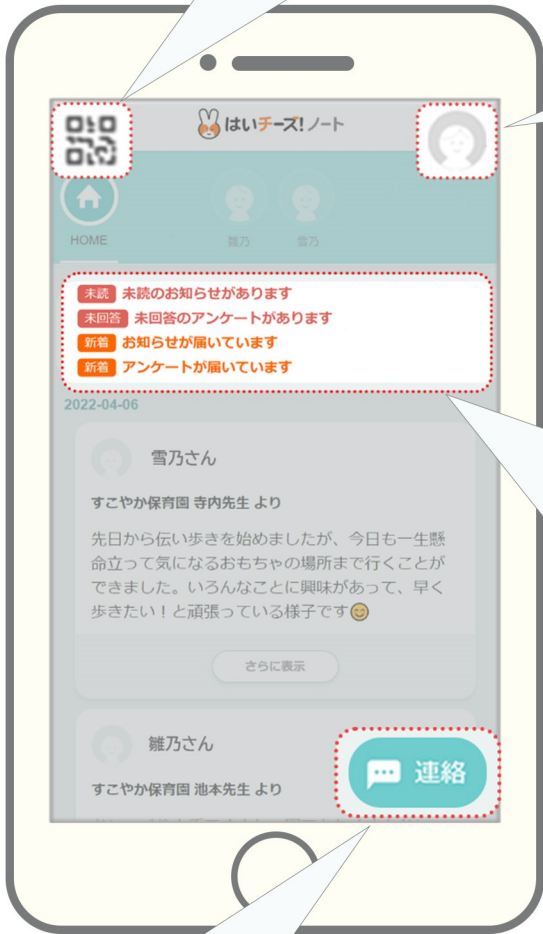 はいチーズ!ノート
HOME
雛乃
雪乃
未読 未読のお知らせがあります
未回答 未回答のアンケートがあります
新着 お知らせが届いています
新着 アンケートが届いています
2022-04-06
雪乃さん
すこやか保育園 寺内先生 より
先日から伝い歩きを始めましたが、今日も一生懸
命立って気になるおもちゃの場所まで行くことが
できました。いろんなことに興味があって、早く
歩きたい!と頑張っている様子です😊
さらに表示
雛乃さん
すこやか保育園 池本先生 より
連絡